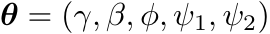 𝜽 = (γ, β, ϕ, ψ₁, ψ₂)